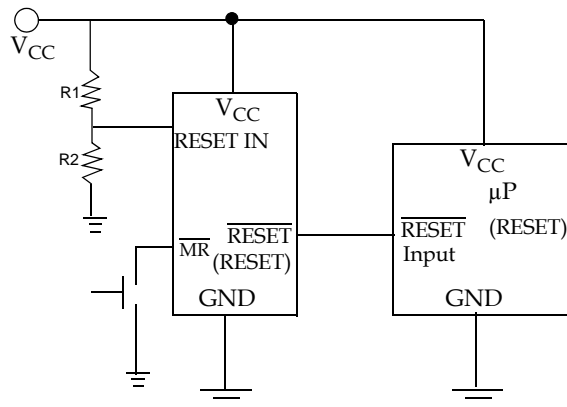 V_CC
R1
R2
V_CC
RESET IN
MR RESET
(RESET)
GND
V_CC
µP
RESET (RESET)
Input
GND